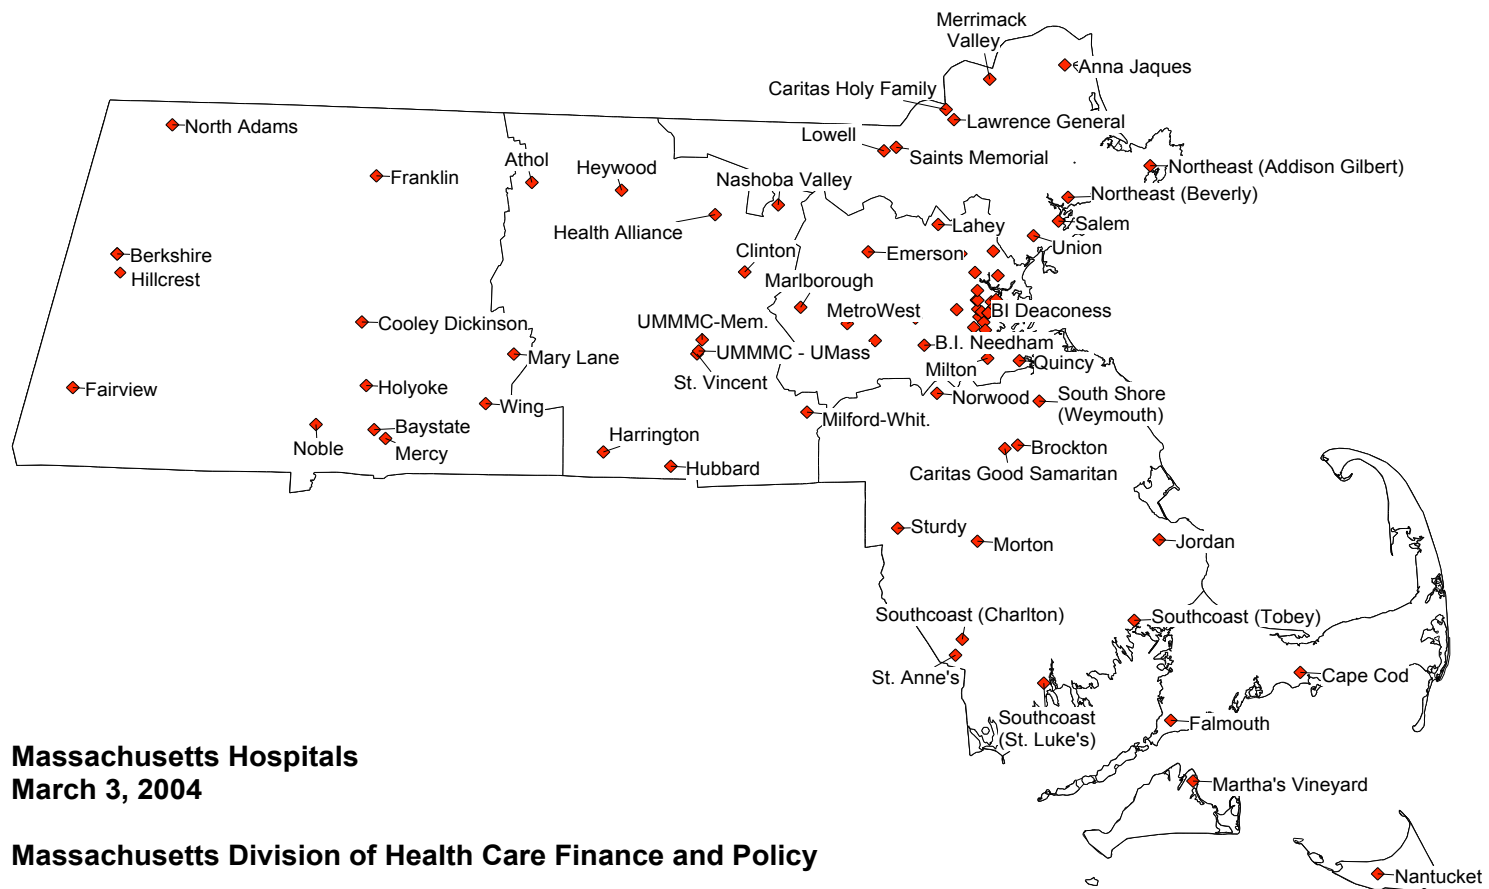 Merrimack
Valley
Anna Jaques
Caritas Holy Family
Lawrence General
North Adams
Lowell
Saints Memorial
Athol
Heywood
Northeast (Addison Gilbert)
Franklin
Nashoba Valley
Northeast (Beverly)
Health Alliance
Lahey
Salem
Union
Berkshire
Clinton
Emerson
Hillcrest
Marlborough
MetroWest
BI Deaconess
Cooley Dickinson
UMMMC-Mem.
B.I. Needham
Mary Lane
UMMMC - UMass
Milton
Quincy
St. Vincent
Fairview
Holyoke
Norwood
South Shore
(Weymouth)
Wing
Milford-Whit.
Baystate
Harrington
Noble
Mercy
Brockton
Hubbard
Caritas Good Samaritan
Sturdy
Morton
Jordan
Southcoast (Charlton)
Southcoast (Tobey)
St. Anne's
Cape Cod
Southcoast
(St. Luke's)
Falmouth
Massachusetts Hospitals
March 3, 2004
Martha's Vineyard
Massachusetts Division of Health Care Finance and Policy
Nantucket